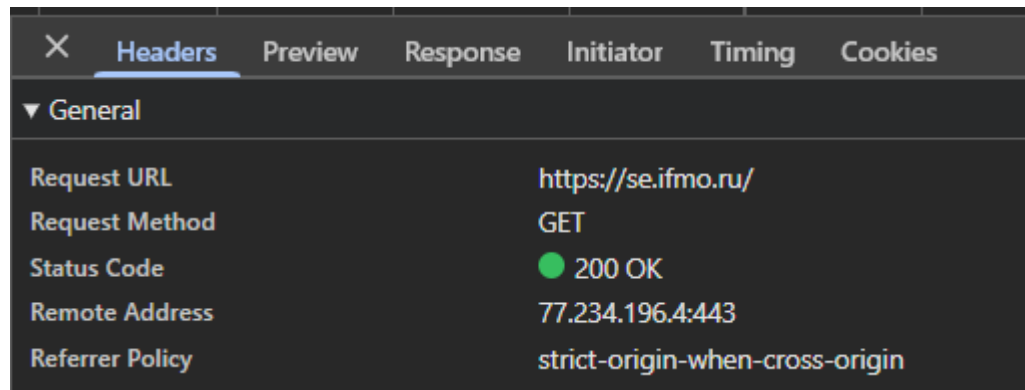 Headers Preview Response Initiator Timing Cookies
General
Request URL https://se.ifmo.ru/
Request Method GET
Status Code 200 OK
Remote Address 77.234.196.4:443
Referrer Policy strict-origin-when-cross-origin